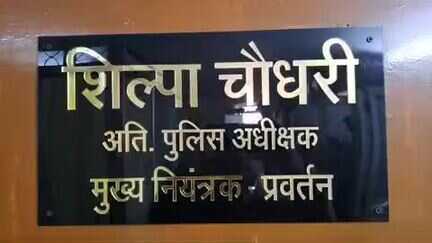 शिल्पा चौधरी
अति. पुलिस अधीक्षक
मुख्य नियंत्रक - प्रवर्तन